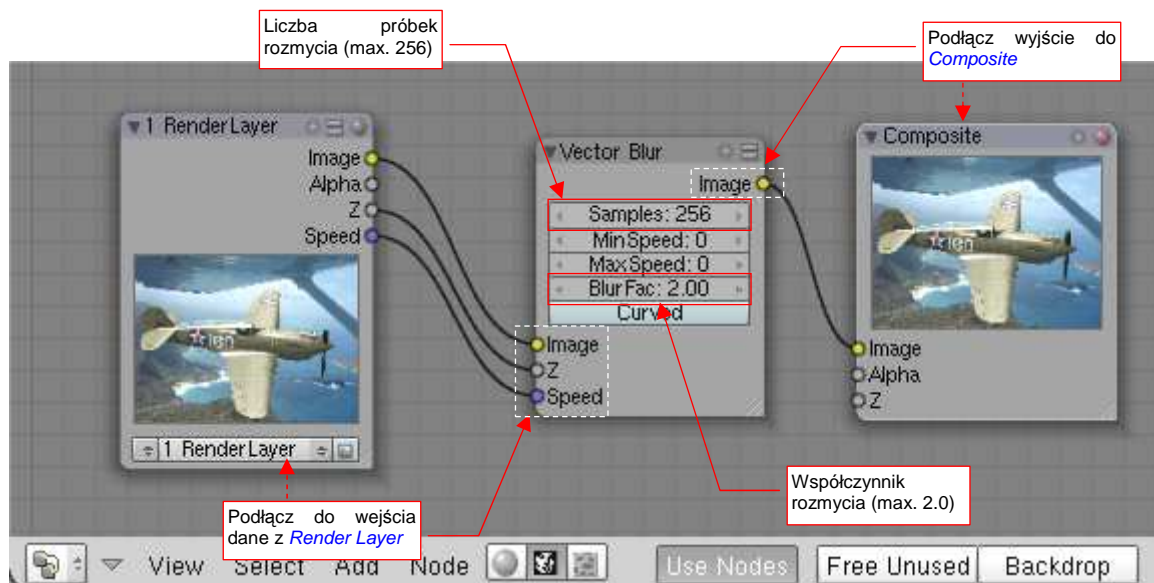 Liczba próbek
rozmycia (max. 256)
Podłącz wyjście do
Composite
1 RenderLayer
Image
Alpha
Z
Speed
1 RenderLayer
Vector Blur
Image
Samples: 256
MinSpeed: 0
MaxSpeed: 0
BlurFac: 2.00
Curved
Image
Z
Speed
Composite
Image
Alpha
Z
Podłącz do wejścia
dane z Render Layer
Współczynnik
rozmycia (max. 2.0)
View Select Add Node Use Nodes Free Unused Backdrop